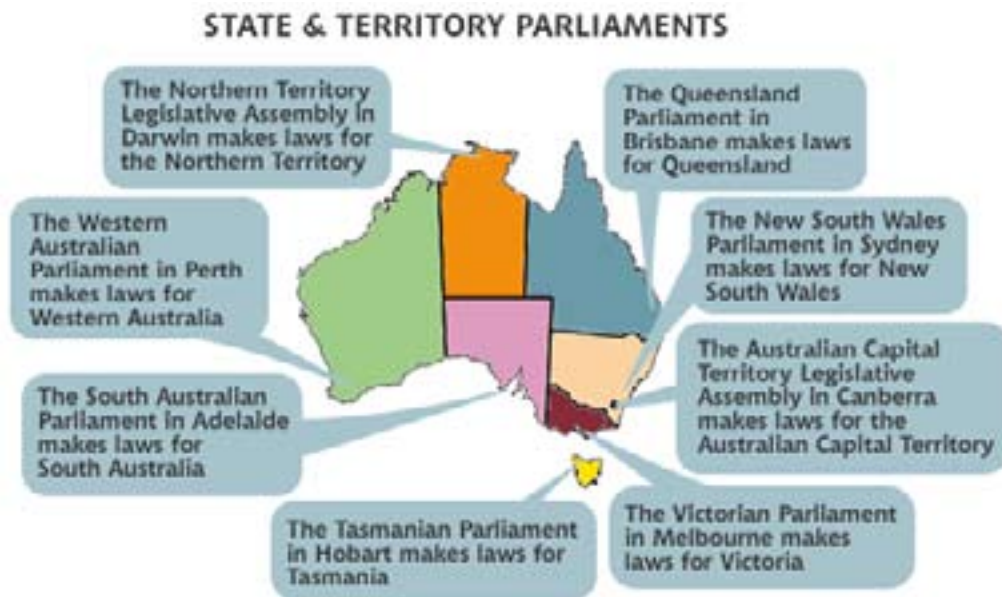 STATE & TERRITORY PARLIAMENTS
The Northern Territory
Legislative Assembly in
Darwin makes laws for
the Northern Territory
The Queensland
Parliament in
Brisbane makes laws
for Queensland
The Western
Australian
Parliament in Perth
makes laws for
Western Australia
The New South Wales
Parliament in Sydney
makes laws for New
South Wales
The Australian Capital
Territory Legislative
Assembly in Canberra
makes laws for the
Australian Capital Territory
The South Australian
Parliament in Adelaide
makes laws for
South Australia
The Tasmanian Parliament
in Hobart makes laws for
Tasmania
The Victorian Parliament
in Melbourne makes
laws for Victoria